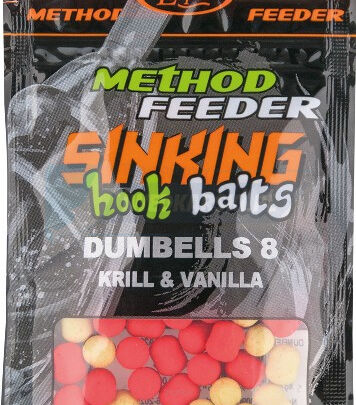 METHOD FEEDER
METHOD
FEEDER
SINKING
hook baits
DUMBELLS 8
KRILL & VANILLA